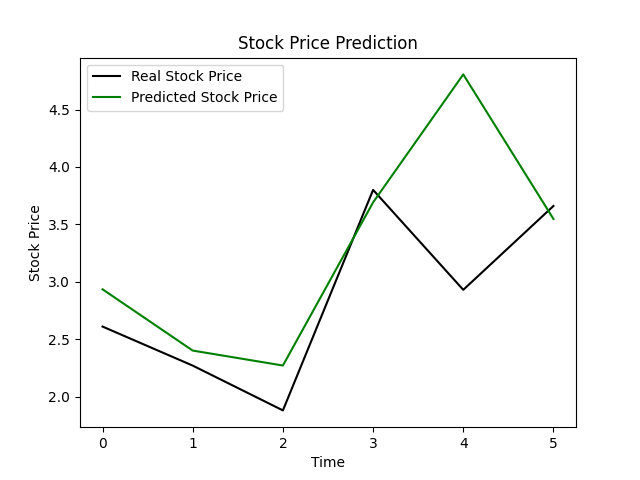 Stock Price Prediction
Real Stock Price
Predicted Stock Price
4.5
4.0
3.5
3.0
2.5
2.0
Stock Price
0 1 2 3 4 5
Time